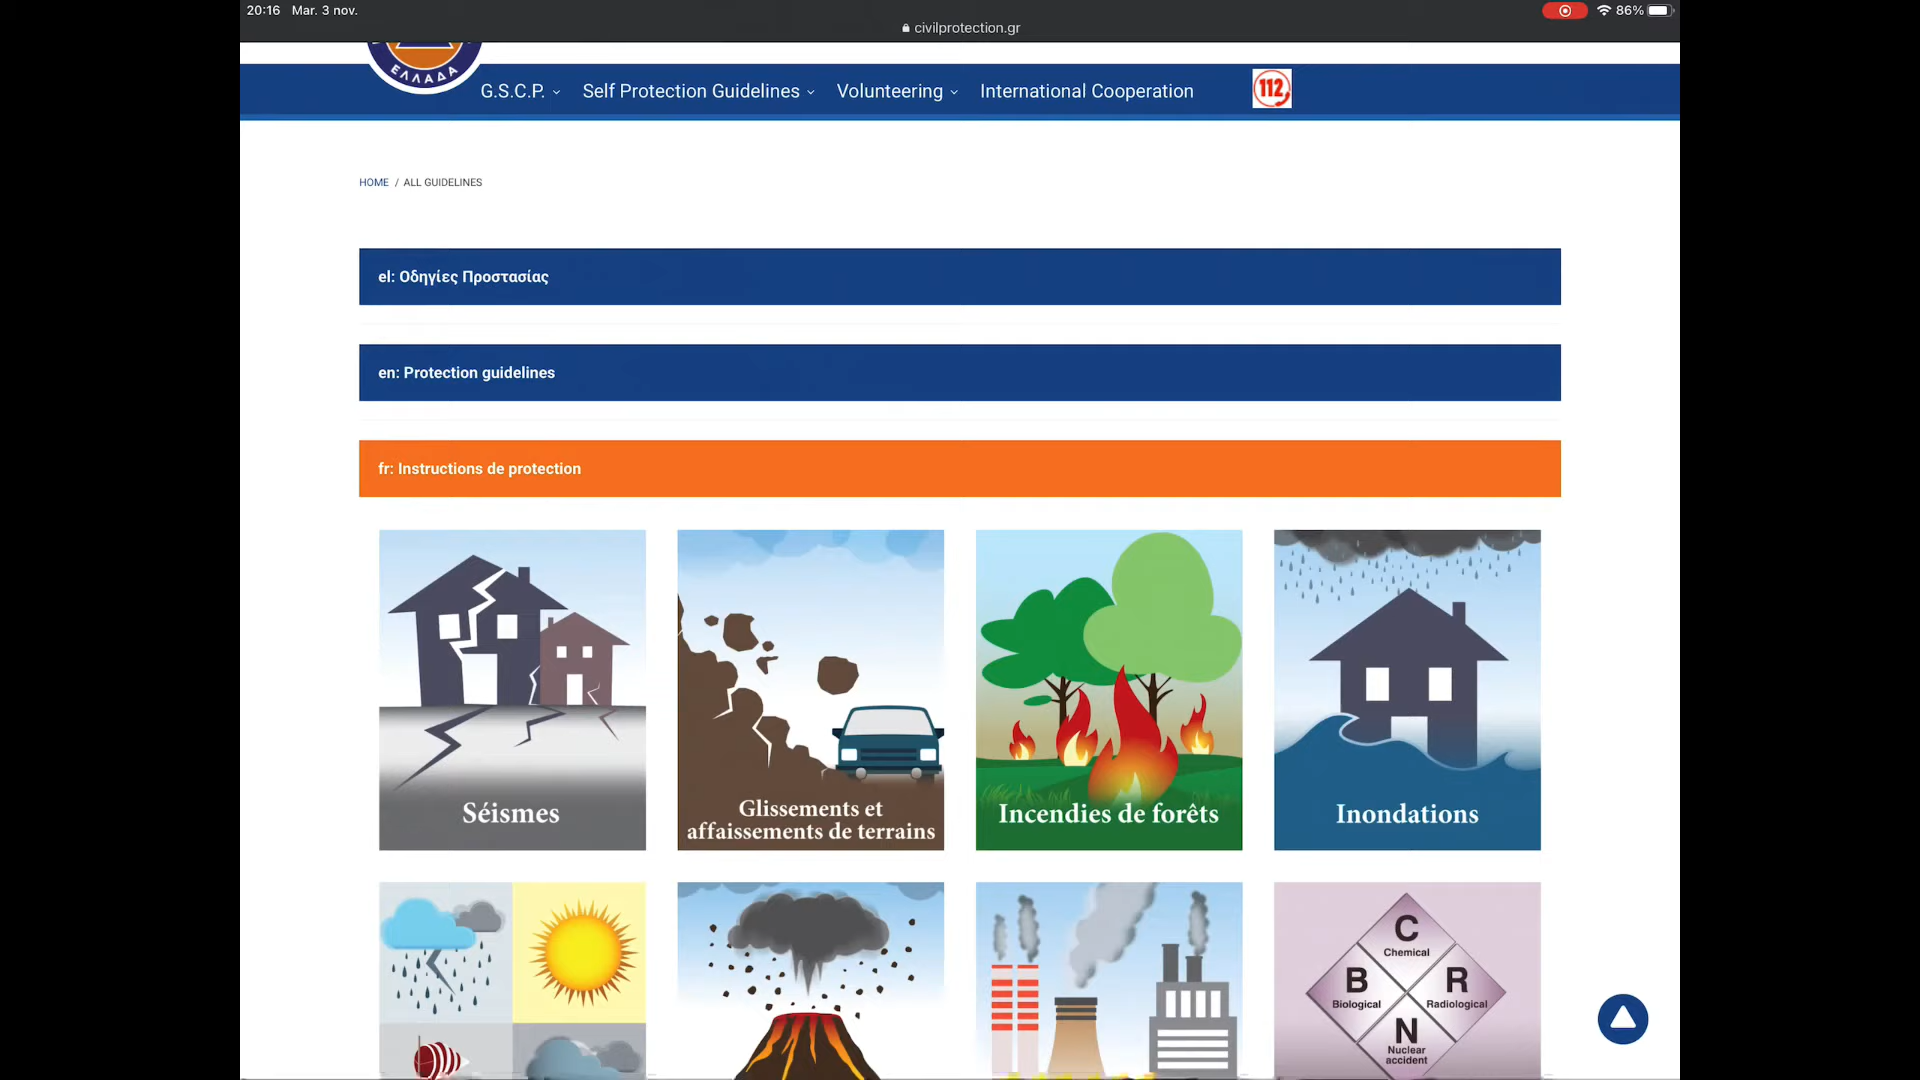 20:16 Mar. 3 nov.
86%
civilprotection.gr
ΕΛΛΑΔΑ
G.S.C.P. Self Protection Guidelines Volunteering International Cooperation 112
HOME / ALL GUIDELINES
el: Οδηγίες Προστασίας
en: Protection guidelines
fr: Instructions de protection
Séismes
Glissements et
affaissements de terrains
Incendies de forêts
Inondations
C
Chemical
B
Biological
R
Radiological
N
Nuclear
accident